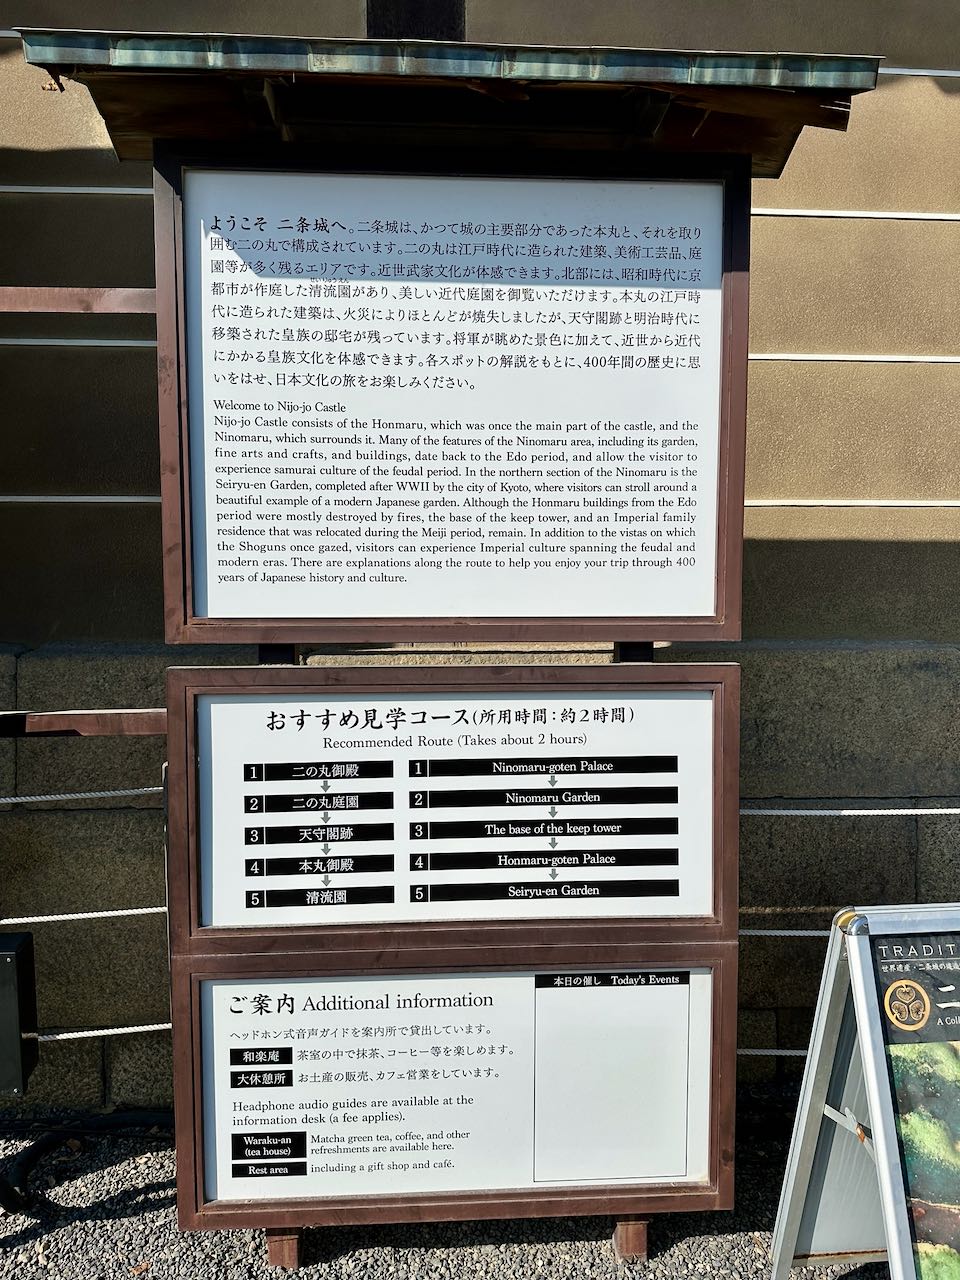 ようこそ 二条城へ。二条城は、かつて城の主要部分であった本丸と、それを取り
囲む二の丸で構成されています。二の丸は江戸時代に造られた建築、美術工芸品、庭
園等が多く残るエリアです。近世武家文化が体感できます。北部には、昭和時代に京
せいりゅうえん
都市が作庭した清流園があり、美しい近代庭園を御覧いただけます。本丸の江戸時
代に造られた建築は、火災によりほとんどが焼失しましたが、天守閣跡と明治時代に
移築された皇族の邸宅が残っています。将軍が眺めた景色に加えて、近世から近代
にかかる皇族文化を体感できます。各スポットの解説をもとに、400年間の歴史に思
いをはせ、日本文化の旅をお楽しみください。
Welcome to Nijo-jo Castle
Nijo-jo Castle consists of the Honmaru, which was once the main part of the castle, and the
Ninomaru, which surrounds it. Many of the features of the Ninomaru area, including its garden,
fine arts and crafts, and buildings, date back to the Edo period, and allow the visitor to
experience samurai culture of the feudal period. In the northern section of the Ninomaru is the
Seiryu-en Garden, completed after WWII by the city of Kyoto, where visitors can stroll around a
beautiful example of a modern Japanese garden. Although the Honmaru buildings from the Edo
period were mostly destroyed by fires, the base of the keep tower, and an Imperial family
residence that was relocated during the Meiji period, remain. In addition to the vistas on which
the Shoguns once gazed, visitors can experience Imperial culture spanning the feudal and
modern eras. There are explanations along the route to help you enjoy your trip through 400
years of Japanese history and culture.
おすすめ見学コース(所用時間:約2時間)
Recommended Route (Takes about 2 hours)
1 二の丸御殿
2 二の丸庭園
3 天守閣跡
4 本丸御殿
5 清流園
1 Ninomaru-goten Palace
2 Ninomaru Garden
3 The base of the keep tower
4 Honmaru-goten Palace
5 Seiryu-en Garden
ご案内 Additional information
ヘッドホン式音声ガイドを案内所で貸出しています。
和楽庵 茶室の中で抹茶、コーヒー等を楽しめます。
大休憩所 お土産の販売、カフェ営業をしています。
Headphone audio guides are available at the
information desk (a fee applies).
Waraku-an
(tea house)
Matcha green tea, coffee, and other
refreshments are available here.
Rest area including a gift shop and café.
本日の催し Today's Events
TRADIT
世界遺産・二条城の
二
A Coll